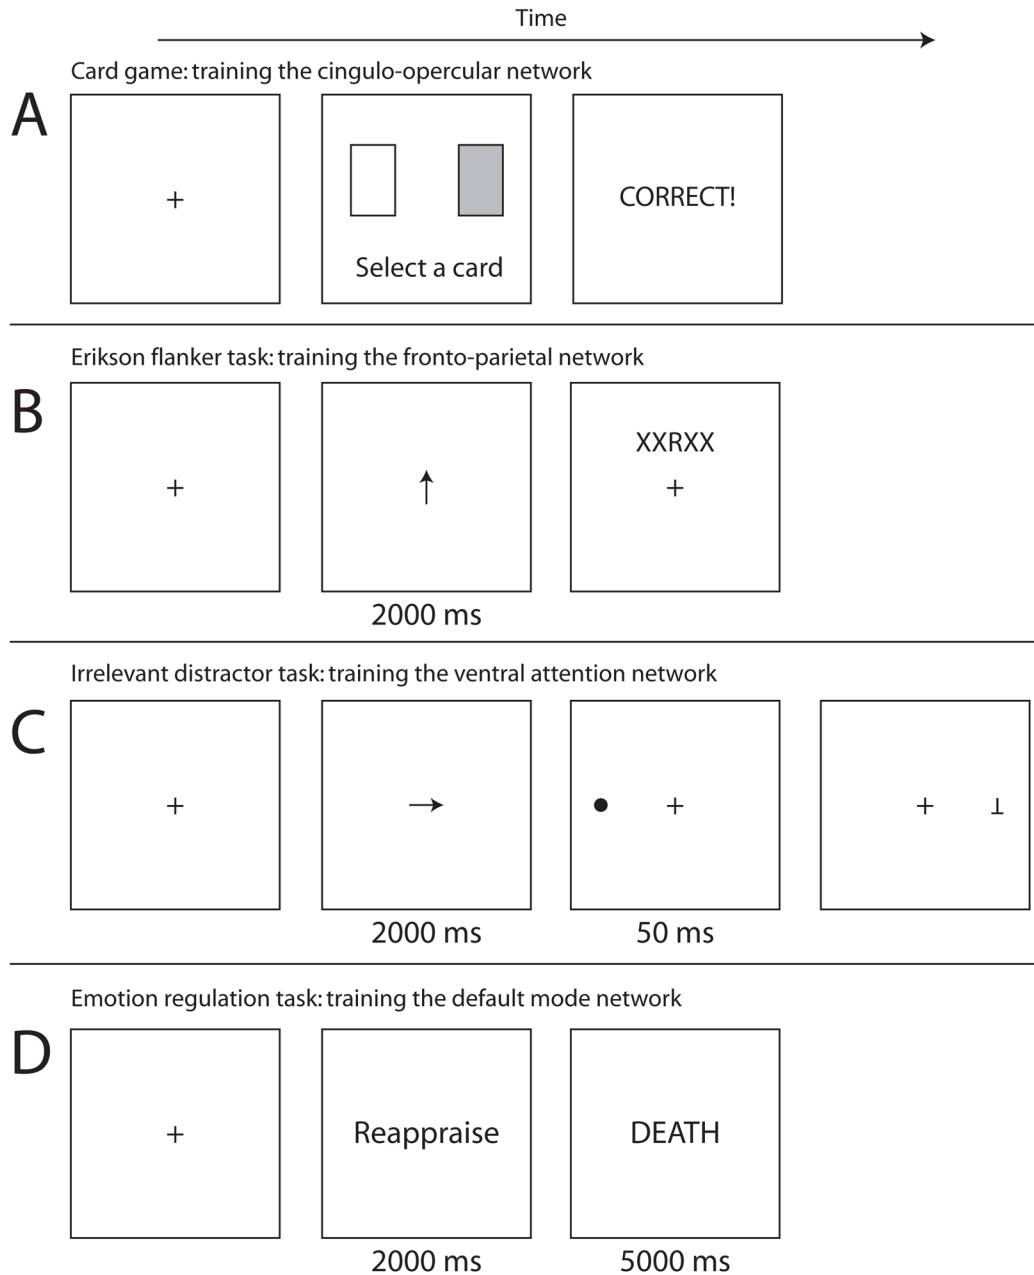 Time
Card game: training the cingulo-opercular network
A
+
Select a card
CORRECT!
Erikson flanker task: training the fronto-parietal network
B
+
XXRXX
+
2000 ms
Irrelevant distractor task: training the ventral attention network
C
+
+
+ ⊥
2000 ms 50 ms
Emotion regulation task: training the default mode network
D
+
Reappraise
DEATH
2000 ms 5000 ms